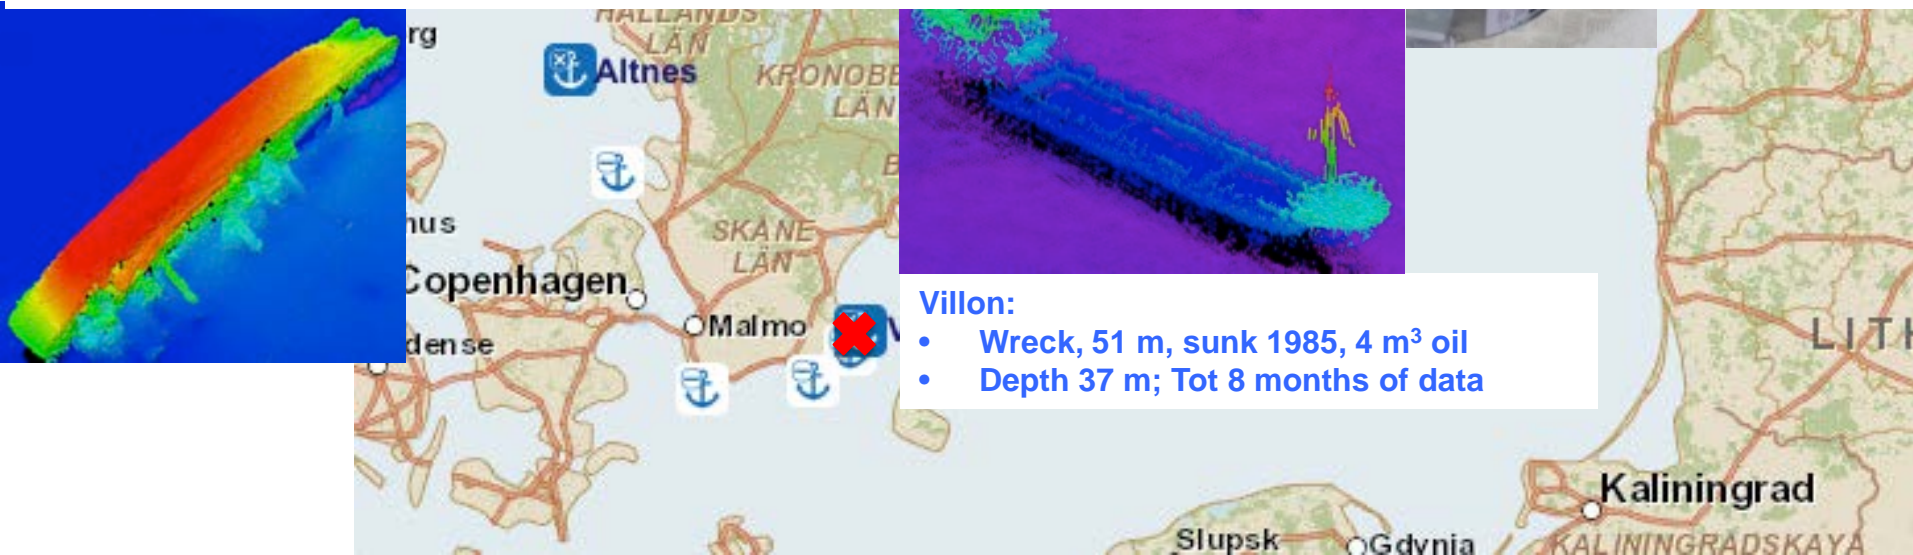 HALLANDS
LÄN
rg
Altnes
KRONOBE
LÄN
B
nus
SKÅNE
LÄN
Copenhagen
Malmo
V
dense
Villon:
• Wreck, 51 m, sunk 1985, 4 m³ oil
• Depth 37 m; Tot 8 months of data
LITH
Kaliningrad
Slupsk
Gdynia
KALININGRADSKAYA